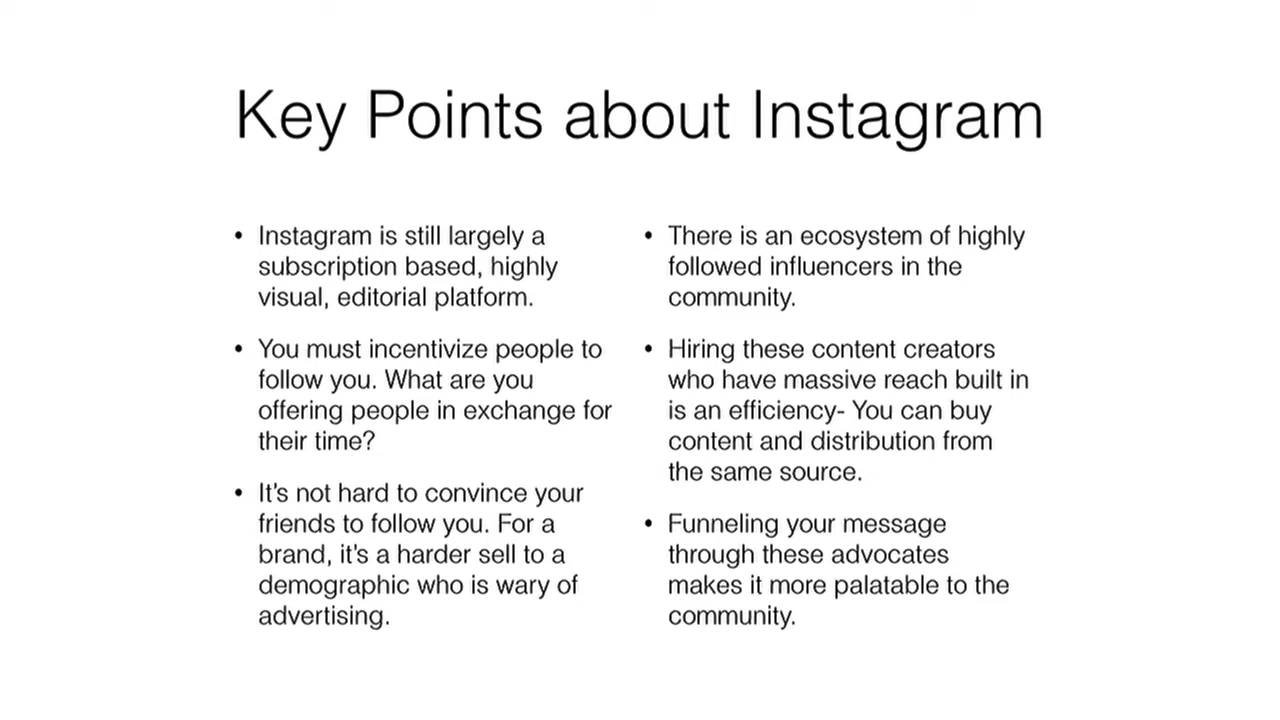 Key Points about Instagram
• Instagram is still largely a
subscription based, highly
visual, editorial platform.
• You must incentivize people to
follow you. What are you
offering people in exchange for
their time?
• It's not hard to convince your
friends to follow you. For a
brand, it's a harder sell to a
demographic who is wary of
advertising.
• There is an ecosystem of highly
followed influencers in the
community.
• Hiring these content creators
who have massive reach built in
is an efficiency- You can buy
content and distribution from
the same source.
• Funneling your message
through these advocates
makes it more palatable to the
community.